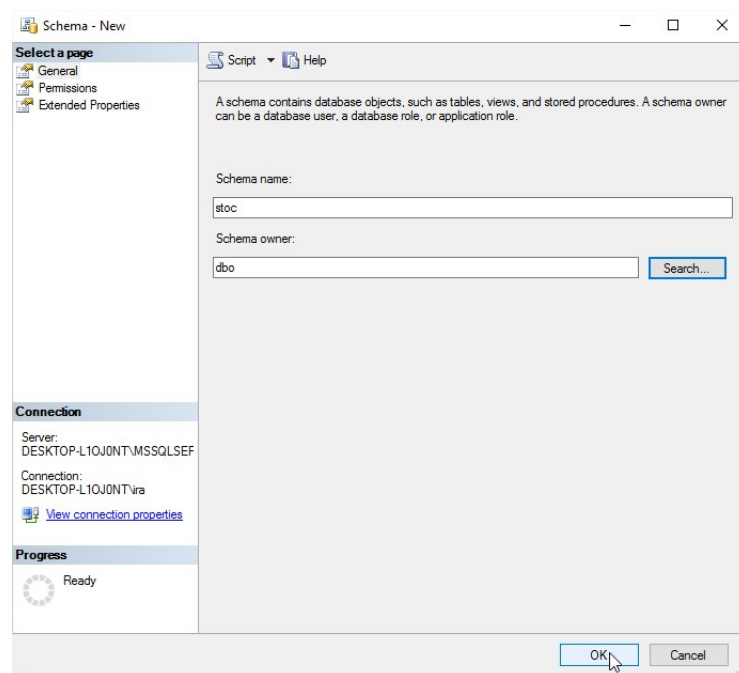 Schema - New
Select a page
General
Permissions
Extended Properties
Script
Help
A schema contains database objects, such as tables, views, and stored procedures. A schema owner
can be a database user, a database role, or application role.
Schema name:
stoc
Schema owner:
dbo
Search...
Connection
Server:
DESKTOP-L1OJ0NT\MSSQLSEF
Connection:
DESKTOP-L1OJ0NT\ira
View connection properties
Progress
Ready
OK
Cancel